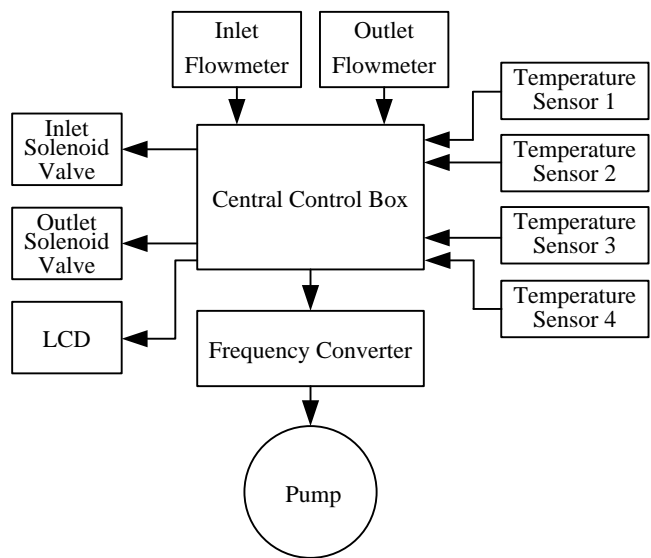 Inlet
Flowmeter
Outlet
Flowmeter
Temperature
Sensor 1
Inlet
Solenoid
Valve
Temperature
Sensor 2
Central Control Box
Outlet
Solenoid
Valve
Temperature
Sensor 3
Temperature
Sensor 4
LCD
Frequency Converter
Pump